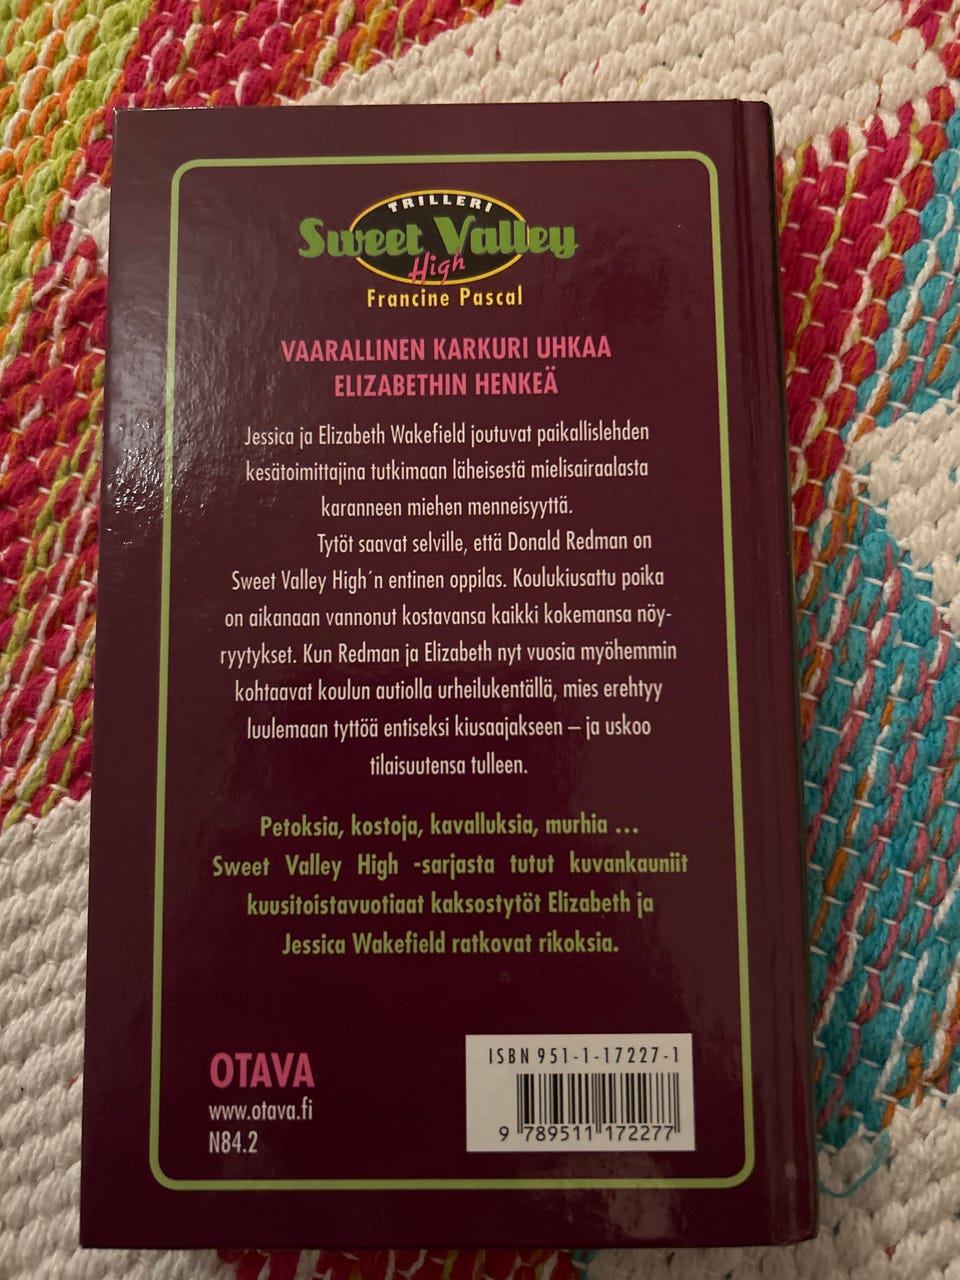 TRILLERI
Sweet Valley
High
Francine Pascal
VAARALLINEN KARKURI UHKAA
ELIZABETHIN HENKEÄ
Jessica ja Elizabeth Wakefield joutuvat paikallislehden
kesätoimittajina tutkimaan läheisestä mielisairaalasta
karanneen miehen menneisyyttä.
Tytöt saavat selville, että Donald Redman on
Sweet Valley High´n entinen oppilas. Koulukiusattu poika
on aikanaan vannonut kostavansa kaikki kokemansa nöy-
ryytykset. Kun Redman ja Elizabeth nyt vuosia myöhemmin
kohtaavat koulun autiolla urheilukentällä, mies erehtyy
luulemaan tyttöä entiseksi kiusaajakseen – ja uskoo
tilaisuutensa tulleen.
Petoksia, kostoja, kavalluksia, murhia ...
Sweet Valley High -sarjasta tutut kuvankauniit
kuusitoistavuotiaat kaksostytöt Elizabeth ja
Jessica Wakefield ratkovat rikoksia.
OTAVA
www.otava.fi
N84.2
ISBN 951-1-17227-1
9 789511 172277